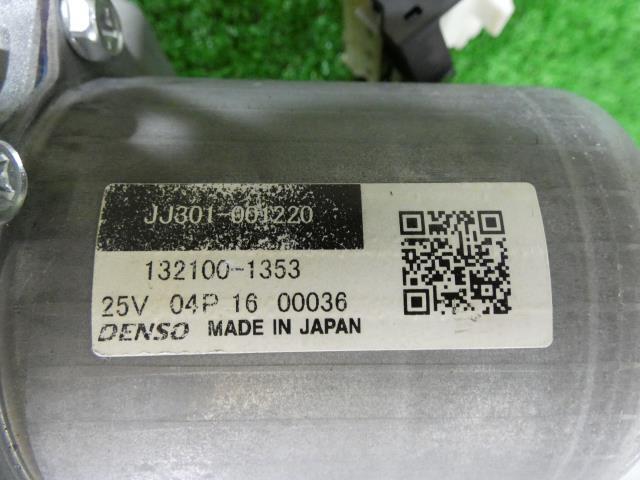 JJ301-001220
132100-1353
25V 04P 16 00036
DENSO MADE IN JAPAN